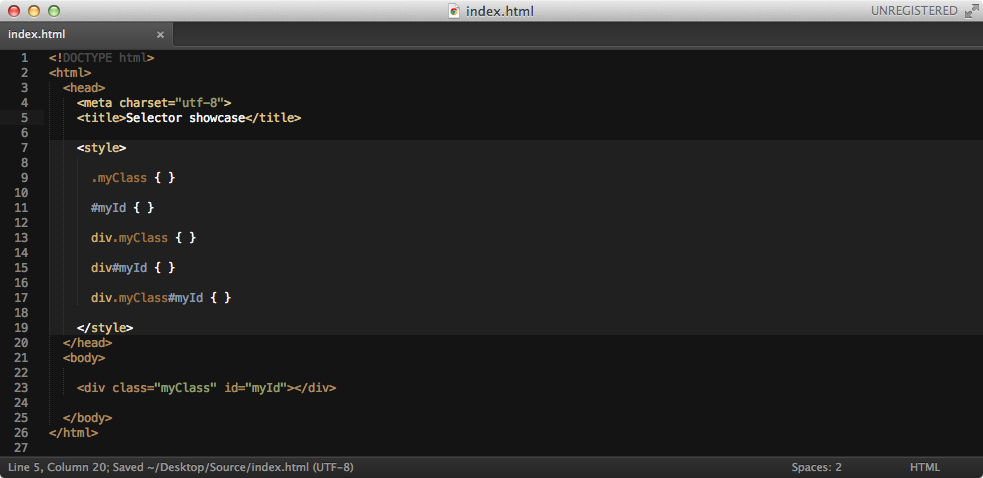 index.html
UNREGISTERED
index.html ×
1 <!DOCTYPE html>
2 <html>
3   <head>
4     <meta charset="utf-8">
5     <title>Selector showcase</title>
6
7     <style>
8
9       .myClass { }
10
11       #myId { }
12
13       div.myClass { }
14
15       div#myId { }
16
17       div.myClass#myId { }
18
19     </style>
20   </head>
21   <body>
22
23     <div class="myClass" id="myId"></div>
24
25   </body>
26 </html>
27
Line 5, Column 20; Saved ~/Desktop/Source/index.html (UTF-8)
Spaces: 2
HTML